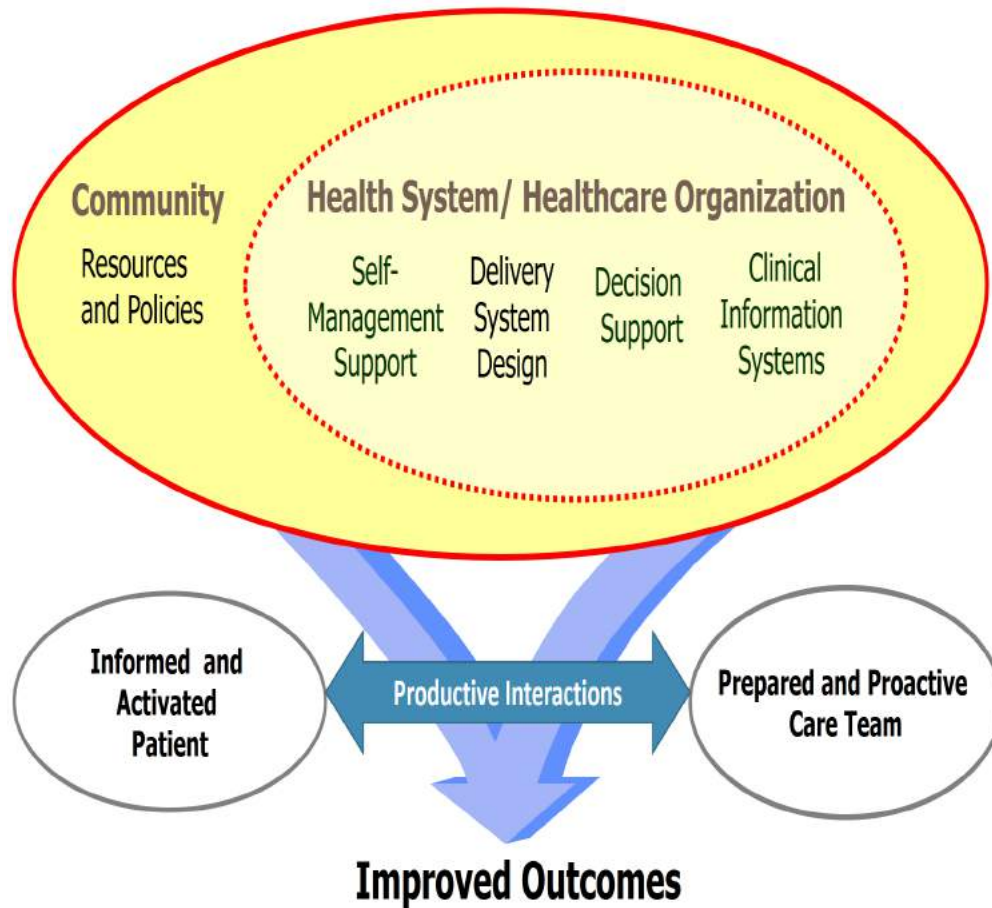 Community
Resources
and Policies
Health System/ Healthcare Organization
Self-
Management
Support
Delivery
System
Design
Decision
Support
Clinical
Information
Systems
Informed and
Activated
Patient
Productive Interactions
Prepared and Proactive
Care Team
Improved Outcomes